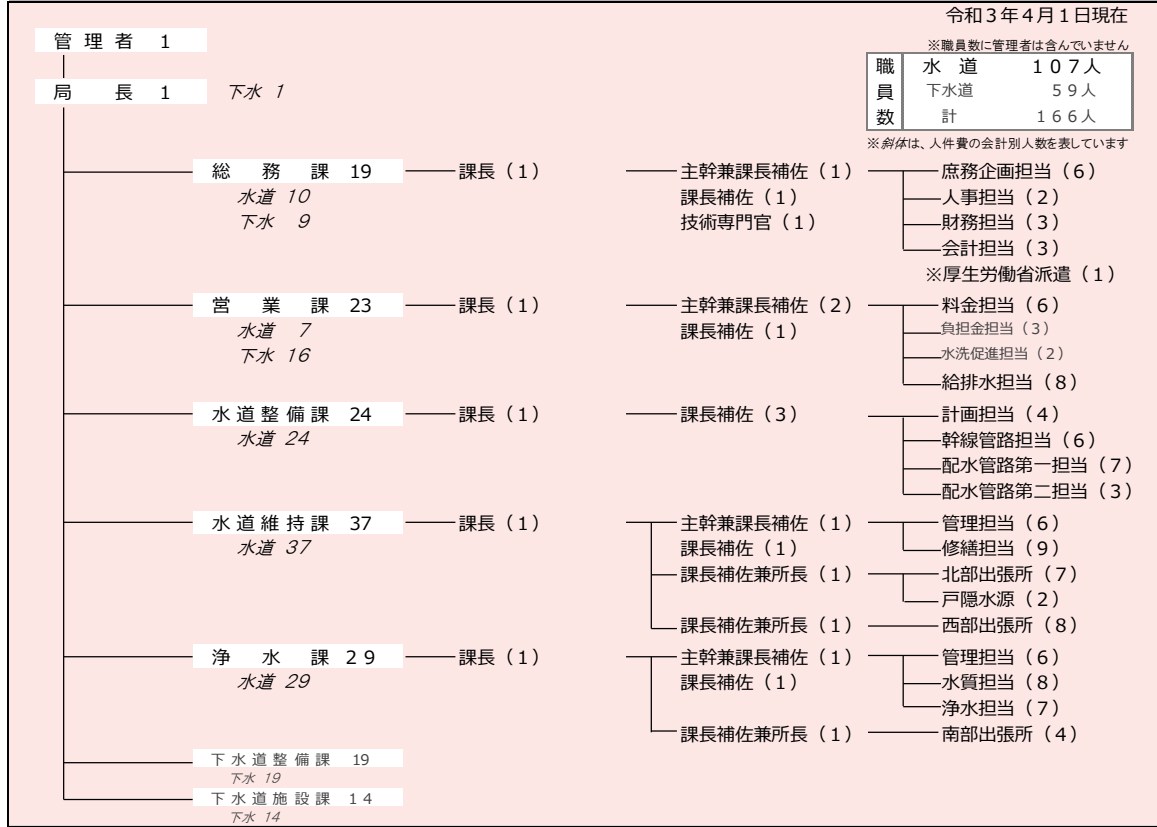 令和３年４月１日現在
管理者 1
※職員数に管理者は含んでいません
局長 1 下水 1
職員数
水道 １０７人
下水道 ５９人
計 １６６人
※斜体は、人件費の会計別人数を表しています
総務課 19 課長（１） 主幹兼課長補佐（１） 庶務企画担当（６）
水道 10 課長補佐（１） 人事担当（２）
下水 9 技術専門官（１） 財務担当（３）
会計担当（３）
※厚生労働省派遣（１）
営業課 23 課長（１） 主幹兼課長補佐（２） 料金担当（６）
水道 7 課長補佐（１） 負担金担当（３）
下水 16 水洗促進担当（２）
給排水担当（８）
水道整備課 24 課長（１） 課長補佐（３） 計画担当（４）
水道 24 幹線管路担当（６）
配水管路第一担当（７）
配水管路第二担当（３）
水道維持課 37 課長（１） 主幹兼課長補佐（１） 管理担当（６）
水道 37 課長補佐（１） 修繕担当（９）
課長補佐兼所長（１） 北部出張所（７）
戸隠水源（２）
課長補佐兼所長（１） 西部出張所（８）
浄水課 ２９ 課長（１） 主幹兼課長補佐（１） 管理担当（６）
水道 29 課長補佐（１） 水質担当（８）
浄水担当（７）
課長補佐兼所長（１） 南部出張所（４）
下水道整備課 19
下水 19
下水道施設課 １４
下水 14